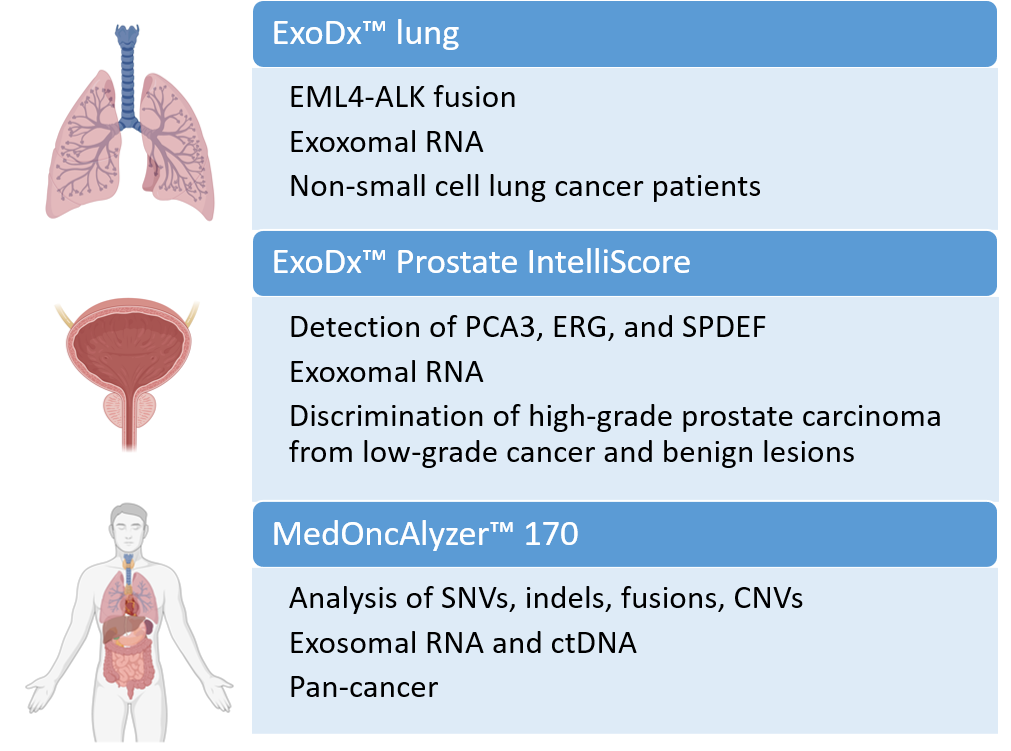 ExoDx™ lung
EML4-ALK fusion
Exoxomal RNA
Non-small cell lung cancer patients
ExoDx™ Prostate IntelliScore
Detection of PCA3, ERG, and SPDEF
Exoxomal RNA
Discrimination of high-grade prostate carcinoma
from low-grade cancer and benign lesions
MedOncAlyzer™ 170
Analysis of SNVs, indels, fusions, CNVs
Exosomal RNA and ctDNA
Pan-cancer